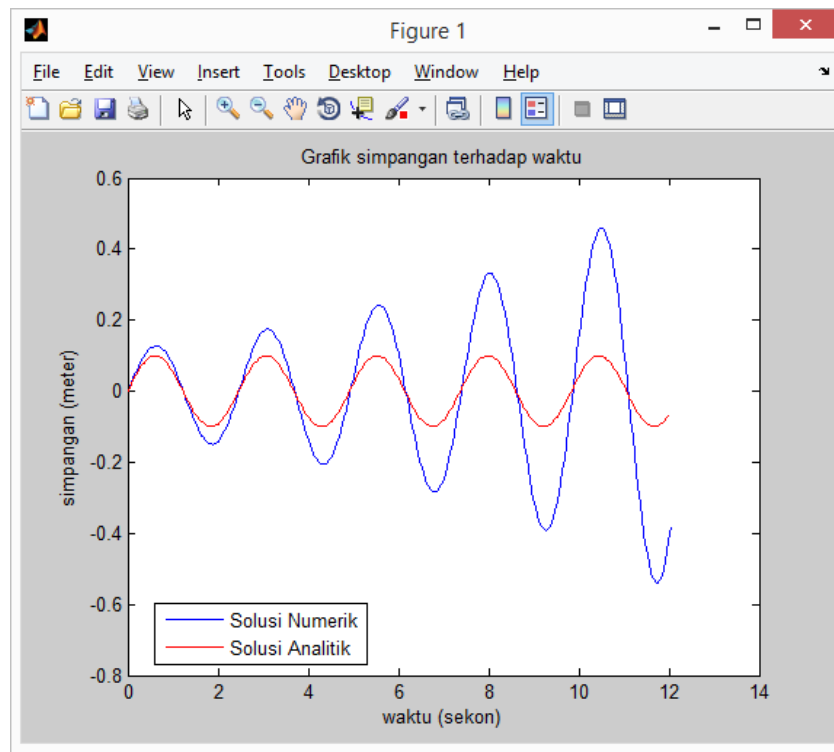 Figure 1
File Edit View Insert Tools Desktop Window Help
Grafik simpangan terhadap waktu
0.6
0.4
0.2
0
-0.2
-0.4
-0.6
-0.8
simpangan (meter)
Solusi Numerik
Solusi Analitik
0 2 4 6 8 10 12 14
waktu (sekon)